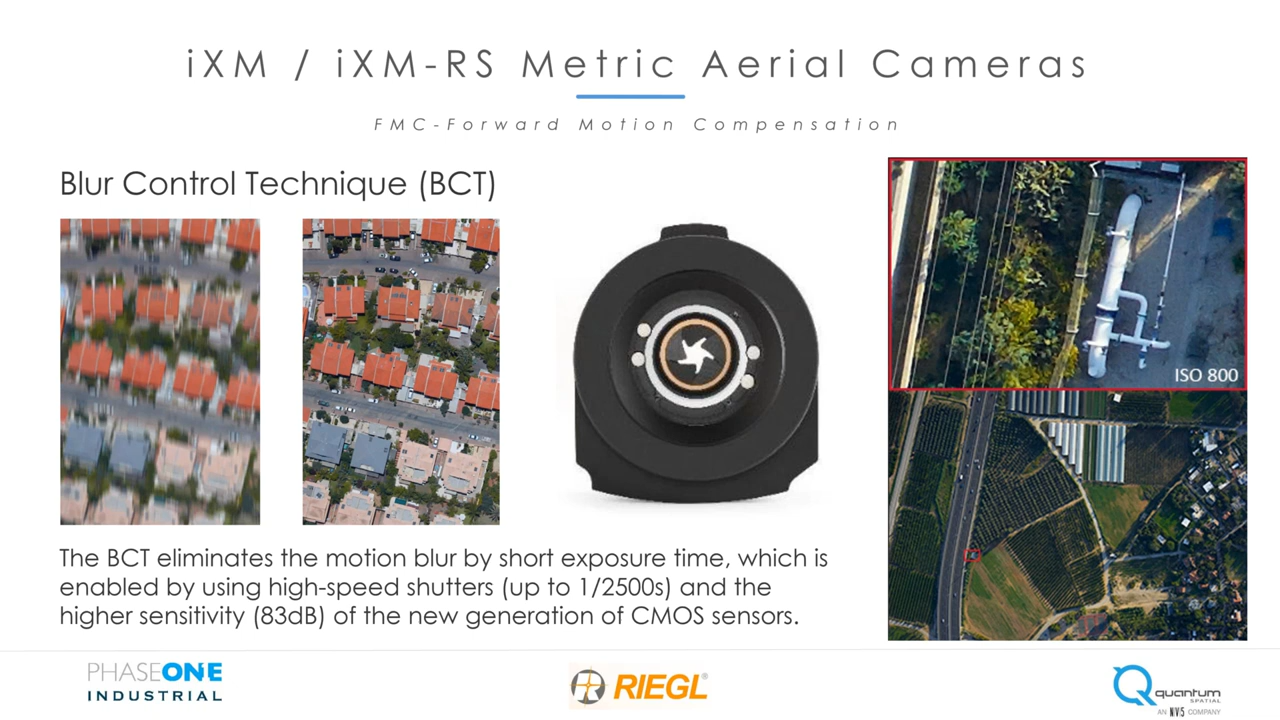 iXM / iXM-RS Metric Aerial Cameras
FMC-Forward Motion Compensation
Blur Control Technique (BCT)
ISO 800
The BCT eliminates the motion blur by short exposure time, which is
enabled by using high-speed shutters (up to 1/2500s) and the
higher sensitivity (83dB) of the new generation of CMOS sensors.
PHASEONE
INDUSTRIAL
RIEGL®
quantum
SPATIAL
AN NV5 COMPANY